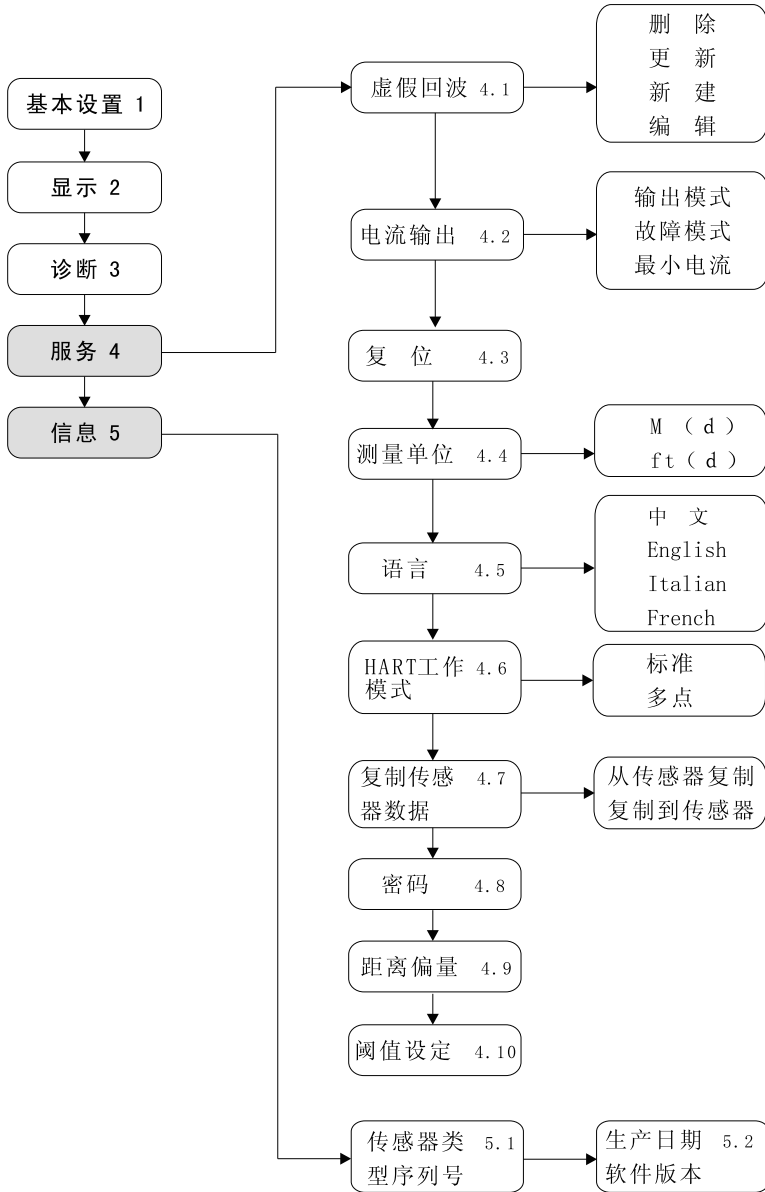 基本设置 1
显示 2
诊断 3
服务 4
信息 5
虚假回波 4.1
删 除
更 新
新 建
编 辑
电流输出 4.2
输出模式
故障模式
最小电流
复 位 4.3
测量单位 4.4
M （d）
ft（d）
语言 4.5
中 文
English
Italian
French
HART工作 4.6
模式
标准
多点
复制传感 4.7
器数据
从传感器复制
复制到传感器
密码 4.8
距离偏量 4.9
阈值设定 4.10
传感器类 5.1
型序列号
生产日期 5.2
软件版本